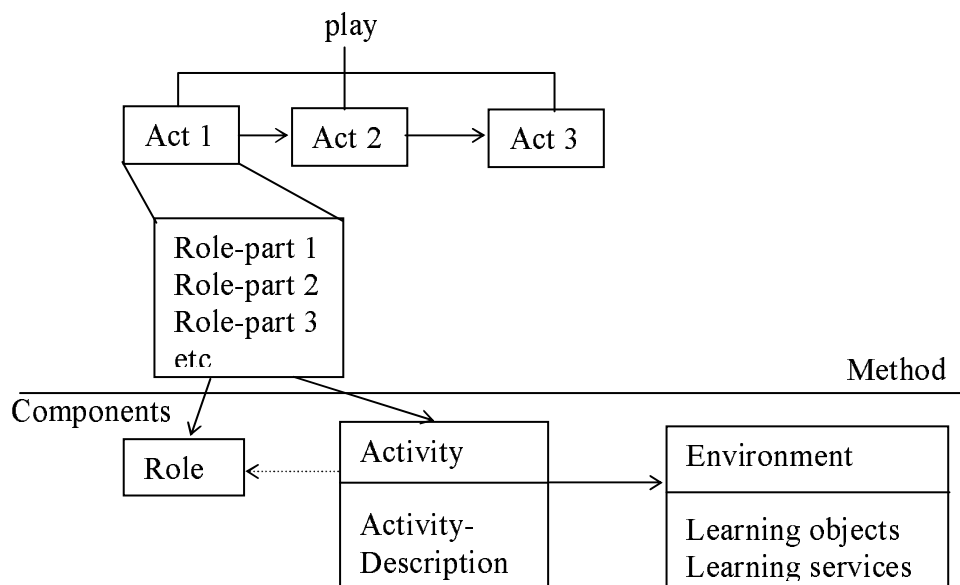 play
Act 1
Act 2
Act 3
Role-part 1
Role-part 2
Role-part 3
etc
Method
Components
Role
Activity
Activity-
Description
Environment
Learning objects
Learning services